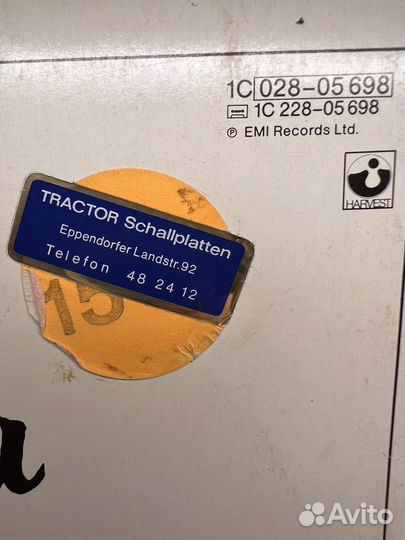 1C 028-05 698
1C 228-05 698
℗ EMI Records Ltd.
HARVEST
TRACTOR Schallplatten
Eppendorfer Landstr.92
Telefon 48 24 12
15
Avito